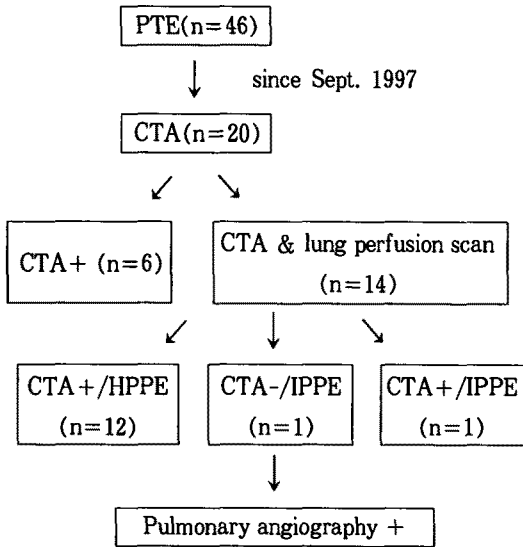 PTE(n=46)
since Sept. 1997
CTA(n=20)
CTA+ (n=6)
CTA & lung perfusion scan
(n=14)
CTA+/HPPE
(n=12)
CTA-/IPPE
(n=1)
CTA+/IPPE
(n=1)
Pulmonary angiography +